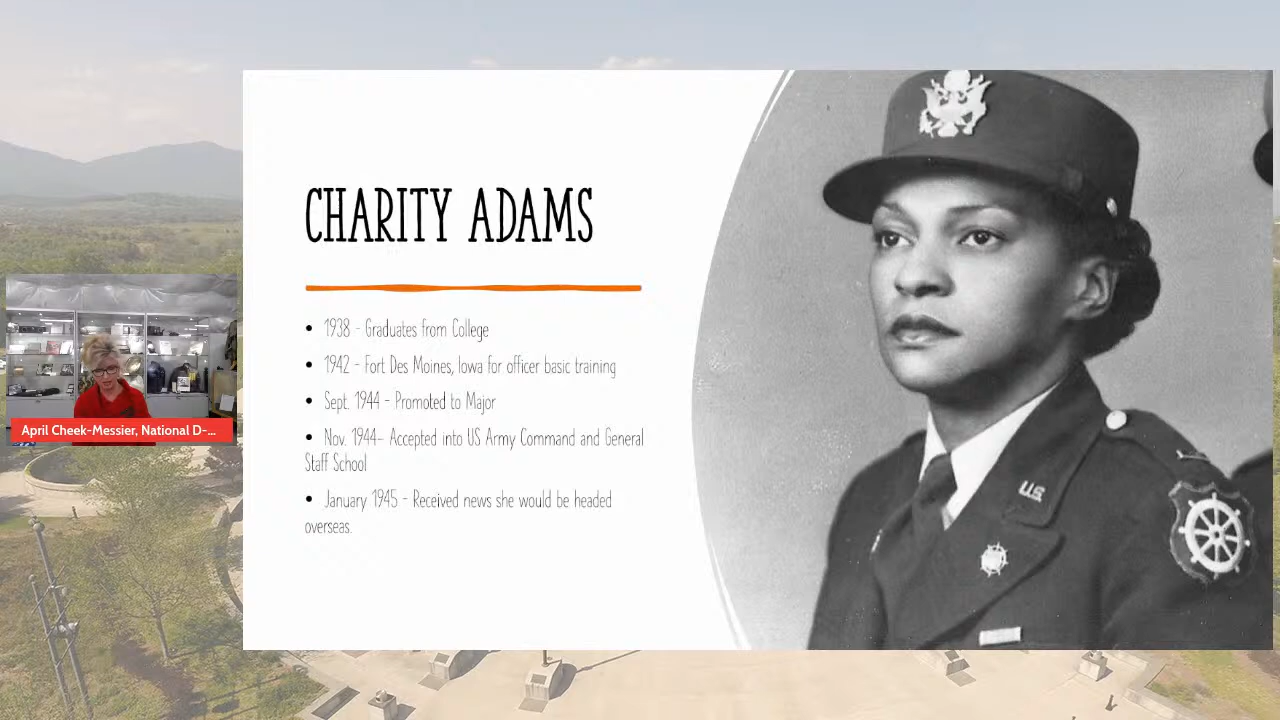 CHARITY ADAMS
• 1938 - Graduates from College
• 1942 - Fort Des Moines, Iowa for officer basic training
• Sept. 1944 - Promoted to Major
• Nov. 1944- Accepted into US Army Command and General
Staff School
• January 1945 - Received news she would be headed
overseas.
April Cheek-Messier, National D-...
U.S.